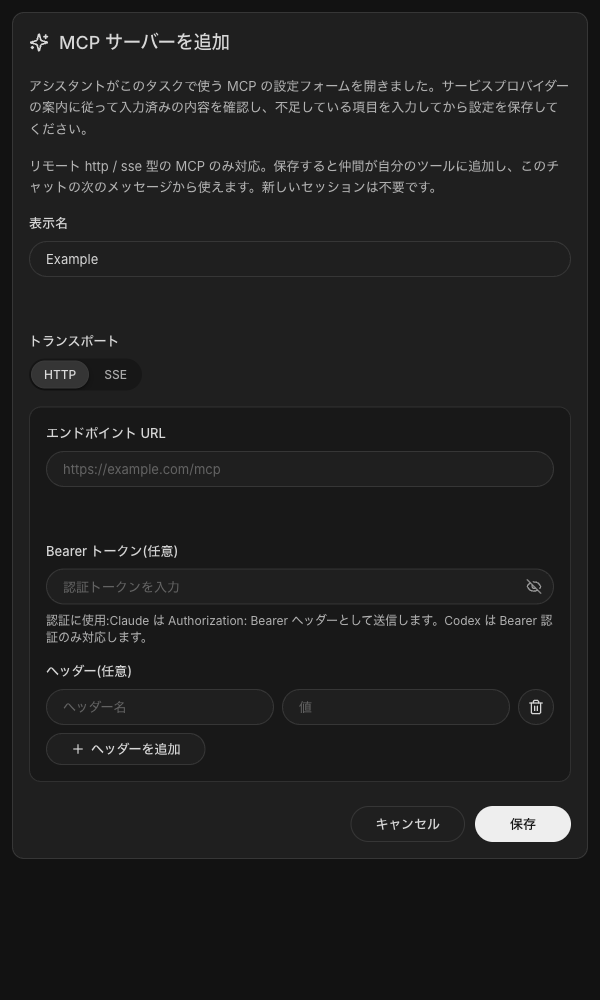 MCP サーバーを追加
アシスタントがこのタスクで使う MCP の設定フォームを開きました。サービスプロバイダー
の案内に従って入力済みの内容を確認し、不足している項目を入力してから設定を保存して
ください。
リモート http / sse 型の MCP のみ対応。保存すると仲間が自分のツールに追加し、このチ
ャットの次のメッセージから使えます。新しいセッションは不要です。
表示名
Example
トランスポート
HTTP SSE
エンドポイント URL
https://example.com/mcp
Bearer トークン(任意)
認証トークンを入力
認証に使用:Claude は Authorization: Bearer ヘッダーとして送信します。Codex は Bearer 認
証のみ対応します。
ヘッダー(任意)
ヘッダー名 値
+ ヘッダーを追加
キャンセル 保存